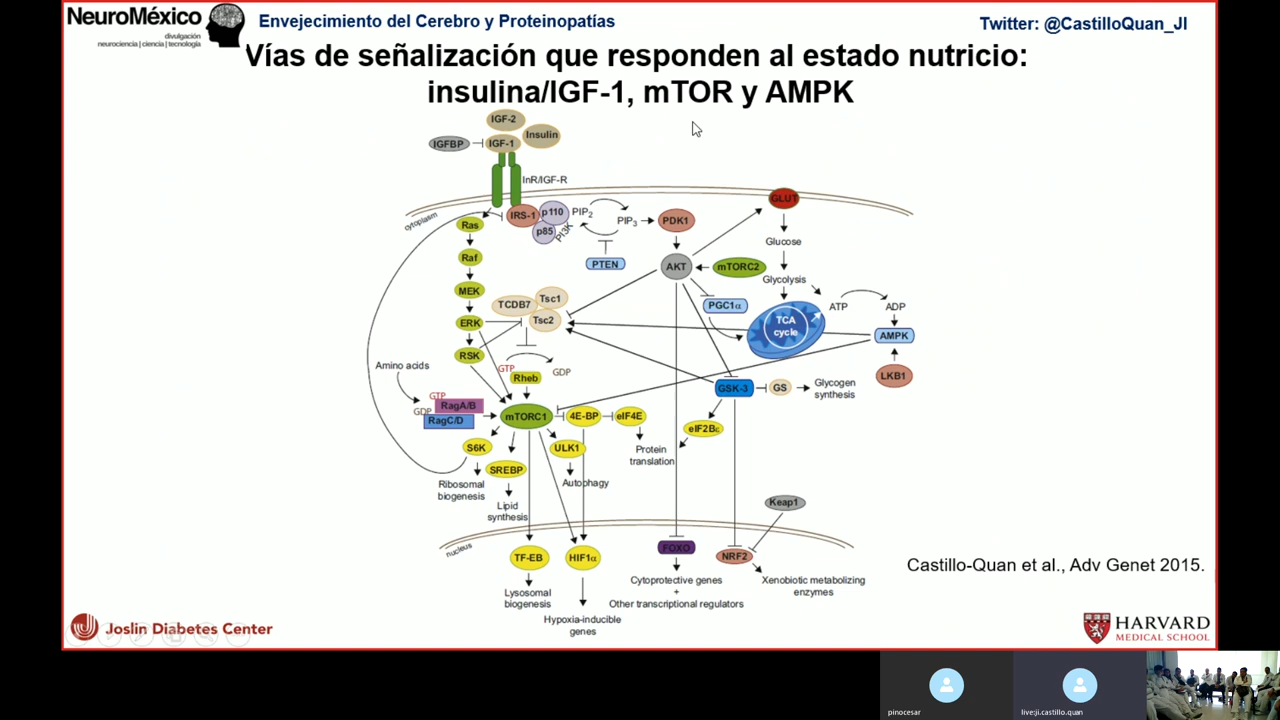 NeuroMéxico
divulgación
neurociencia | ciencia | tecnología
Envejecimiento del Cerebro y Proteinopatías
Twitter: @CastilloQuan_JI
Vías de señalización que responden al estado nutricio:
insulina/IGF-1, mTOR y AMPK
IGF-2
IGFBP
IGF-1
Insulin
InR/IGF-R
cytoplasm
IRS-1
p110
p85
PI3K
PIP2
PIP3
PDK1
GLUT
Ras
Raf
MEK
ERK
RSK
PTEN
AKT
mTORC2
Glucose
Glycolysis
TCDB7
Tsc1
Tsc2
PGC1α
TCA
cycle
ATP
ADP
AMPK
LKB1
GTP
GDP
Rheb
Amino acids
GTP
GDP
RagA/B
RagC/D
mTORC1
4E-BP
eIF4E
GSK-3
GS
Glycogen
synthesis
eIF2Bε
Protein
translation
S6K
SREBP
ULK1
Ribosomal
biogenesis
Lipid
synthesis
Autophagy
Keap1
nucleus
TF-EB
HIF1α
FOXO
NRF2
Lysosomal
biogenesis
Hypoxia-inducible
genes
Cytoprotective genes
+
Other transcriptional regulators
Xenobiotic metabolizing
enzymes
Castillo-Quan et al., Adv Genet 2015.
Joslin Diabetes Center
HARVARD
MEDICAL SCHOOL
pinocesar
live:ji.castillo.quan